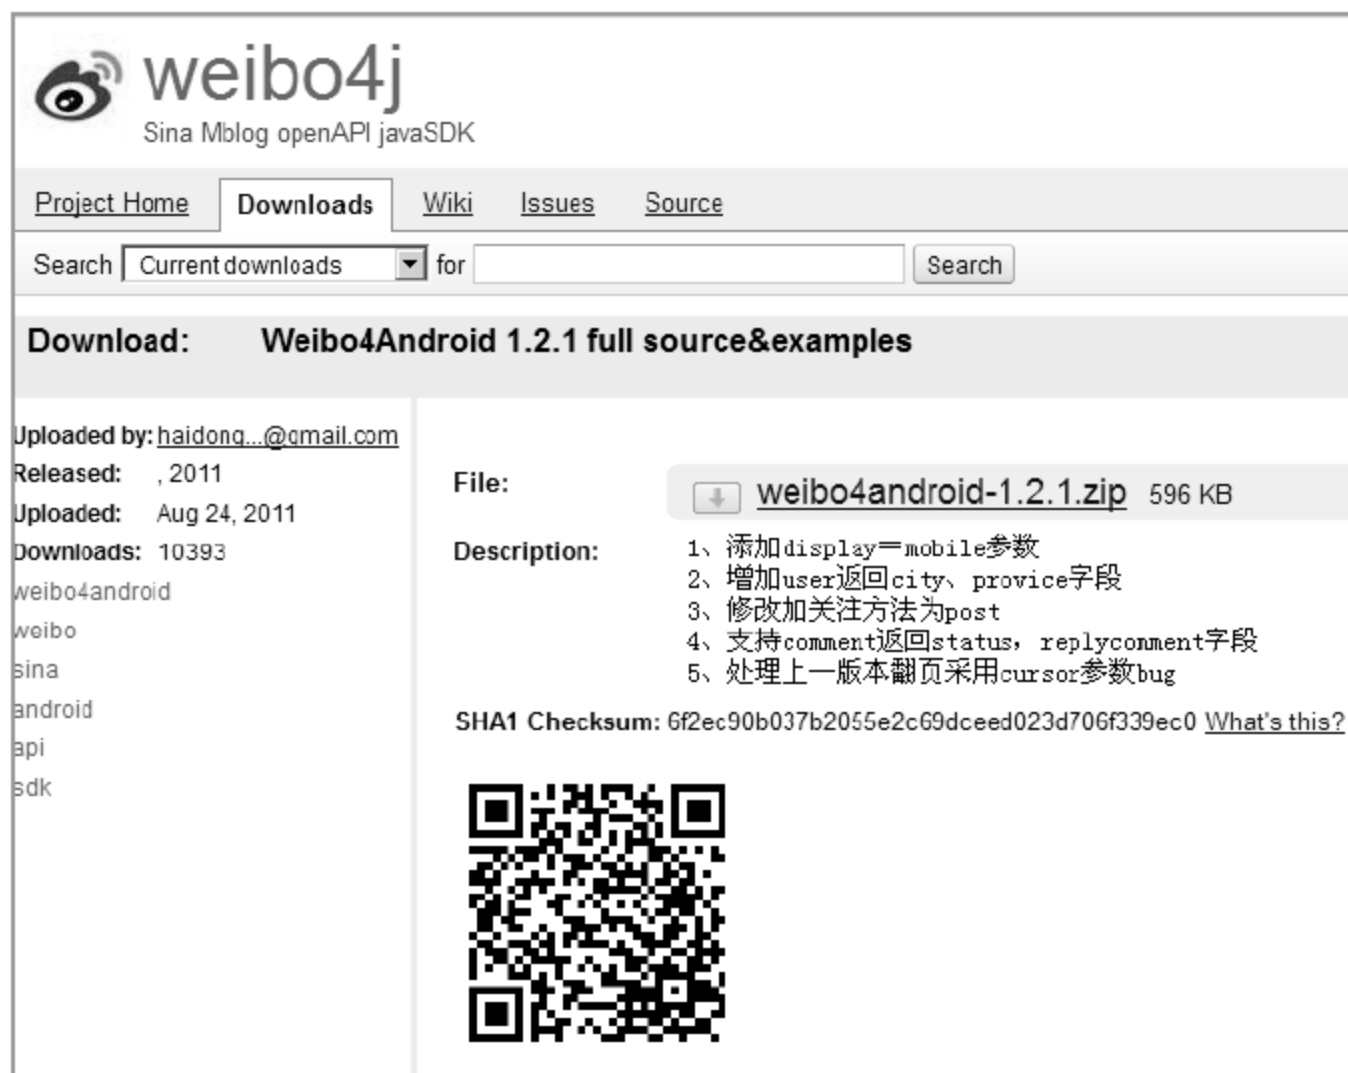 weibo4j
Sina Mblog openAPI javaSDK
Project Home Downloads Wiki Issues Source
Search Current downloads for Search
Download: Weibo4Android 1.2.1 full source&examples
Uploaded by: haidong...@gmail.com
Released: , 2011
Uploaded: Aug 24, 2011
Downloads: 10393
weibo4android
weibo
sina
android
api
sdk
File: weibo4android-1.2.1.zip 596 KB
Description: 1、添加display=mobile参数
2、增加user返回city、provice字段
3、修改加关注方法为post
4、支持comment返回status，replycomment字段
5、处理上一版本翻页采用cursor参数bug
SHA1 Checksum: 6f2ec90b037b2055e2c69dceed023d706f339ec0 What's this?